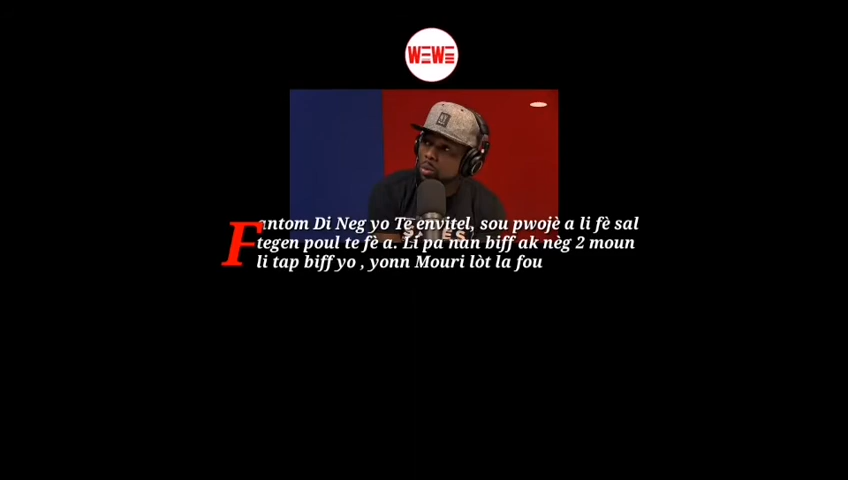 WEWE
Fantom Di Neg yo Te envitel, sou pwojè a li fè sal
tegen poul te fè a. Li pa nan biff ak nèg 2 moun
li tap biff yo , yonn Mouri lòt la fou